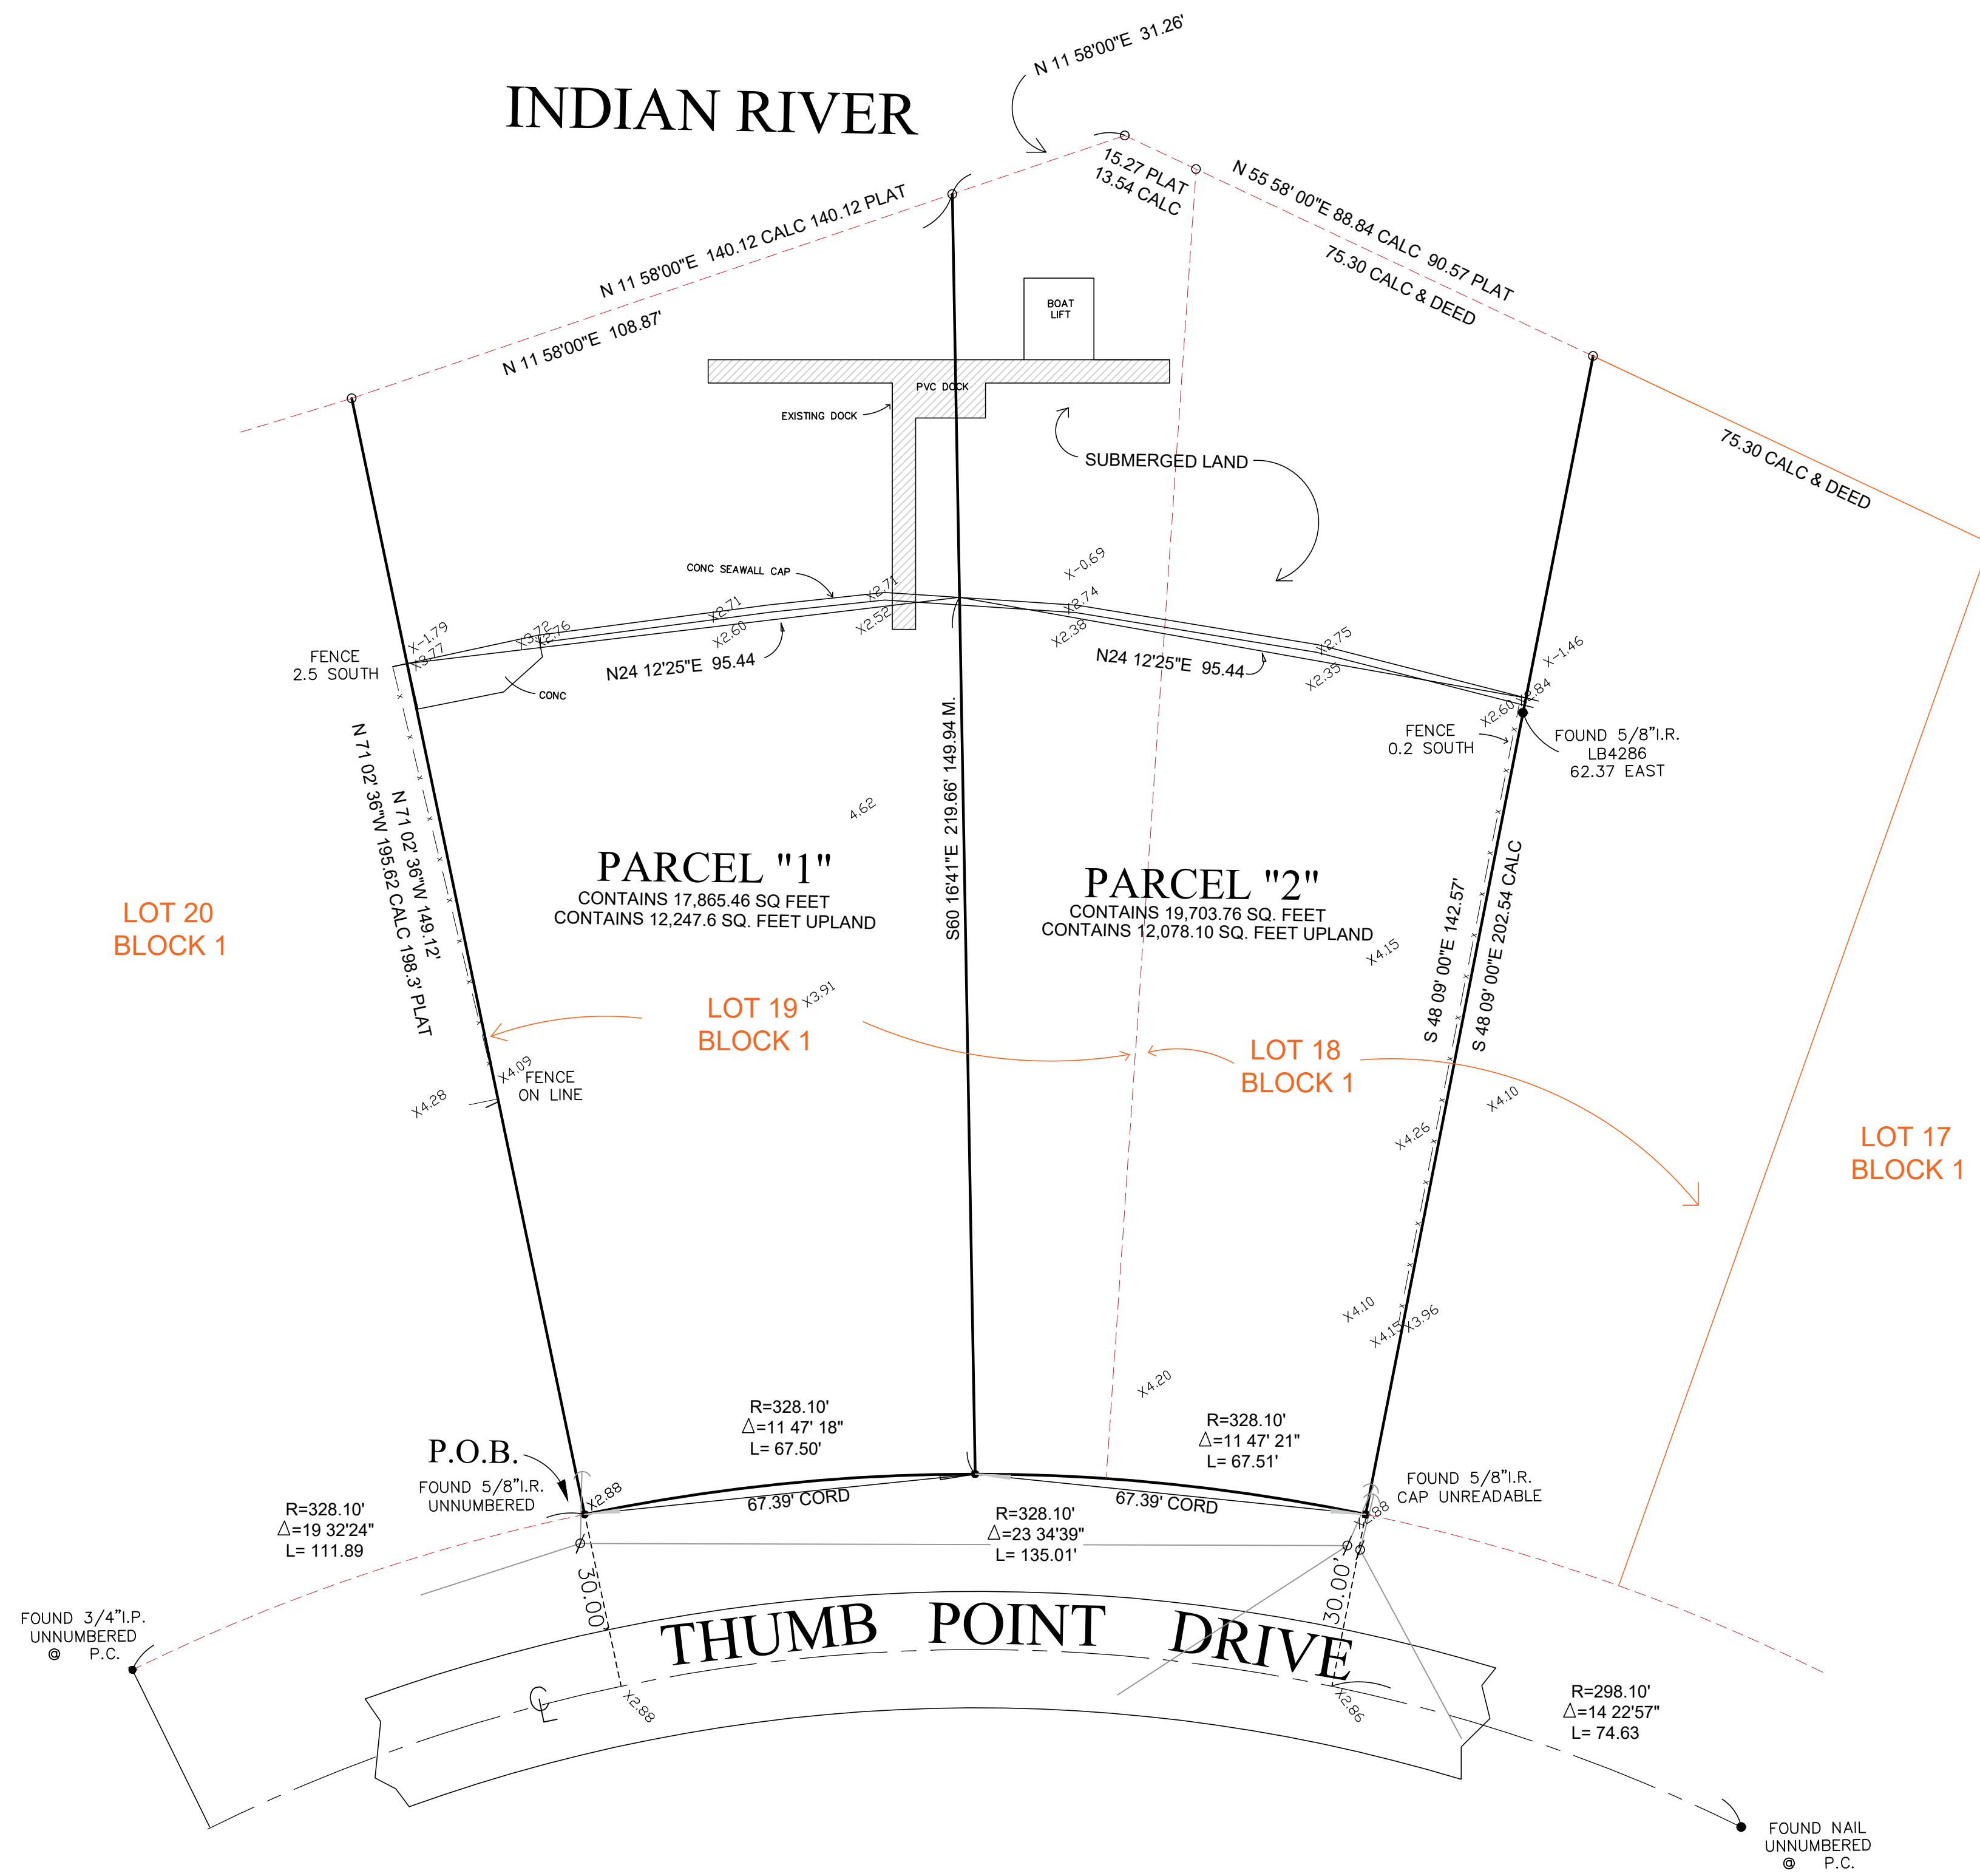 N 11 58'00"E 31.26'
INDIAN RIVER
15.27 PLAT
13.54 CALC
N 55 58' 00"E 88.84 CALC 90.57 PLAT
75.30 CALC & DEED
N 11 58'00"E 140.12 CALC 140.12 PLAT
N 11 58'00"E 108.87'
BOAT
LIFT
PVC DOCK
EXISTING DOCK
SUBMERGED LAND
75.30 CALC & DEED
CONC SEAWALL CAP
X-0.69
X2.71
X2.71
X2.74
X-1.79
X3.72
X2.76
X2.60
X2.52
X2.38
X2.75
X-1.46
X3.77
FENCE
2.5 SOUTH
N24 12'25"E 95.44
N24 12'25"E 95.44
X2.35
X2.84
X2.60
CONC
FENCE
0.2 SOUTH
FOUND 5/8"I.R.
LB4286
62.37 EAST
N 71 02' 36"W 195.62 CALC 198.3' PLAT
N 71 02' 36"W 149.12'
S60 16'41"E 219.66' 149.94 M.
4.62
PARCEL "1"
CONTAINS 17,865.46 SQ FEET
CONTAINS 12,247.6 SQ. FEET UPLAND
PARCEL "2"
CONTAINS 19,703.76 SQ. FEET
CONTAINS 12,078.10 SQ. FEET UPLAND
S 48 09' 00"E 142.57'
S 48 09' 00"E 202.54 CALC
LOT 20
BLOCK 1
X4.15
X3.91
LOT 19
BLOCK 1
LOT 18
BLOCK 1
X4.09
FENCE
ON LINE
X4.28
X4.10
X4.26
LOT 17
BLOCK 1
X4.10
X4.15
X3.96
X4.20
R=328.10'
Δ=11 47' 18"
L= 67.50'
R=328.10'
Δ=11 47' 21"
L= 67.51'
P.O.B.
FOUND 5/8"I.R.
UNNUMBERED
X2.88
67.39' CORD
67.39' CORD
FOUND 5/8"I.R.
CAP UNREADABLE
X2.88
R=328.10'
Δ=19 32'24"
L= 111.89
R=328.10'
Δ=23 34'39"
L= 135.01'
30.00'
30.00'
THUMB POINT DRIVE
FOUND 3/4"I.P.
UNNUMBERED
@ P.C.
CL
X2.88
X2.86
R=298.10'
Δ=14 22'57"
L= 74.63
FOUND NAIL
UNNUMBERED
@ P.C.